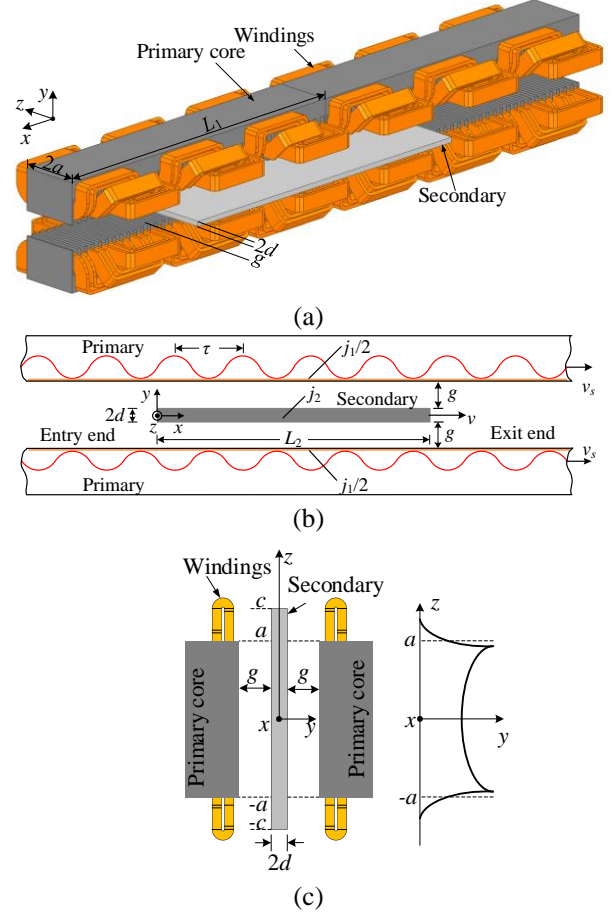 Windings
Primary core
y
z
x
L₁
2a
Secondary
2d
g
(a)
Primary
τ
j₁/2
vₛ
y
g
2d
j₂
Secondary
z
x
v
L₂
g
Entry end
Exit end
vₛ
Primary
j₁/2
(b)
Windings
z
Secondary
z
c
a
a
g
g
Primary core
x
y
Primary core
x
y
-a
-a
-c
2d
(c)